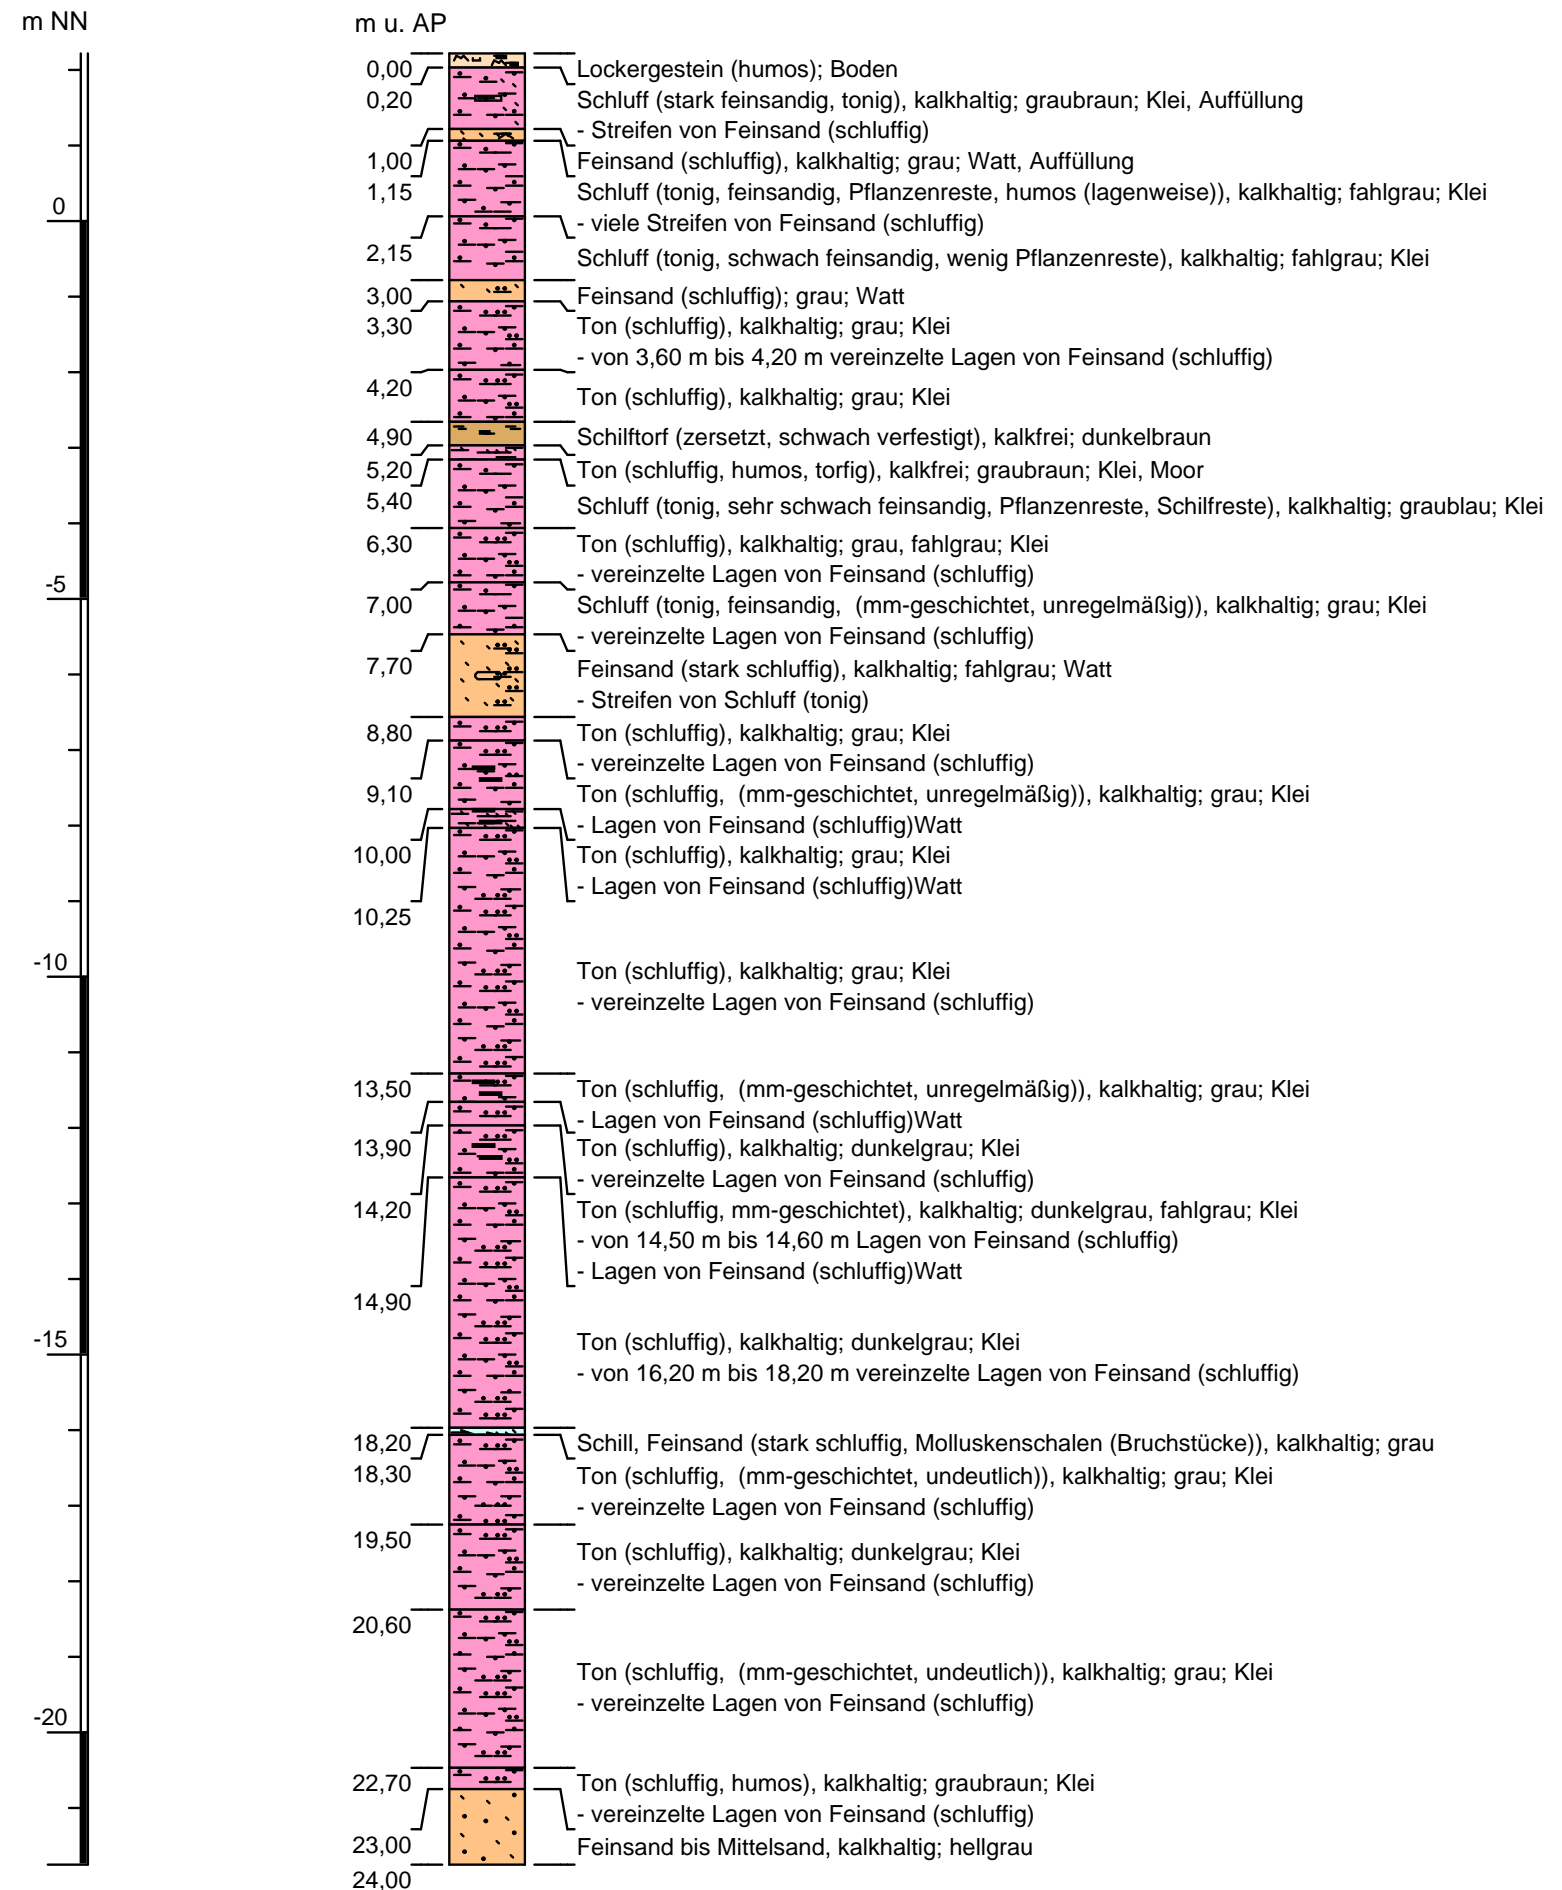 m NN
m u. AP
0,00 Lockergestein (humos); Boden
0,20 Schluff (stark feinsandig, tonig), kalkhaltig; graubraun; Klei, Auffüllung
- Streifen von Feinsand (schluffig)
1,00 Feinsand (schluffig), kalkhaltig; grau; Watt, Auffüllung
1,15 Schluff (tonig, feinsandig, Pflanzenreste, humos (lagenweise)), kalkhaltig; fahlgrau; Klei
0
- viele Streifen von Feinsand (schluffig)
2,15 Schluff (tonig, schwach feinsandig, wenig Pflanzenreste), kalkhaltig; fahlgrau; Klei
3,00 Feinsand (schluffig); grau; Watt
3,30 Ton (schluffig), kalkhaltig; grau; Klei
- von 3,60 m bis 4,20 m vereinzelte Lagen von Feinsand (schluffig)
4,20 Ton (schluffig), kalkhaltig; grau; Klei
4,90 Schilftorf (zersetzt, schwach verfestigt), kalkfrei; dunkelbraun
5,20 Ton (schluffig, humos, torfig), kalkfrei; graubraun; Klei, Moor
5,40 Schluff (tonig, sehr schwach feinsandig, Pflanzenreste, Schilfreste), kalkhaltig; graublau; Klei
6,30 Ton (schluffig), kalkhaltig; grau, fahlgrau; Klei
- vereinzelte Lagen von Feinsand (schluffig)
-5
7,00 Schluff (tonig, feinsandig, (mm-geschichtet, unregelmäßig)), kalkhaltig; grau; Klei
- vereinzelte Lagen von Feinsand (schluffig)
7,70 Feinsand (stark schluffig), kalkhaltig; fahlgrau; Watt
- Streifen von Schluff (tonig)
8,80 Ton (schluffig), kalkhaltig; grau; Klei
- vereinzelte Lagen von Feinsand (schluffig)
9,10 Ton (schluffig, (mm-geschichtet, unregelmäßig)), kalkhaltig; grau; Klei
- Lagen von Feinsand (schluffig)Watt
10,00 Ton (schluffig), kalkhaltig; grau; Klei
- Lagen von Feinsand (schluffig)Watt
10,25
-10
Ton (schluffig), kalkhaltig; grau; Klei
- vereinzelte Lagen von Feinsand (schluffig)
13,50 Ton (schluffig, (mm-geschichtet, unregelmäßig)), kalkhaltig; grau; Klei
- Lagen von Feinsand (schluffig)Watt
13,90 Ton (schluffig), kalkhaltig; dunkelgrau; Klei
- vereinzelte Lagen von Feinsand (schluffig)
14,20 Ton (schluffig, mm-geschichtet), kalkhaltig; dunkelgrau, fahlgrau; Klei
- von 14,50 m bis 14,60 m Lagen von Feinsand (schluffig)
- Lagen von Feinsand (schluffig)Watt
14,90
-15
Ton (schluffig), kalkhaltig; dunkelgrau; Klei
- von 16,20 m bis 18,20 m vereinzelte Lagen von Feinsand (schluffig)
18,20 Schill, Feinsand (stark schluffig, Molluskenschalen (Bruchstücke)), kalkhaltig; grau
18,30 Ton (schluffig, (mm-geschichtet, undeutlich)), kalkhaltig; grau; Klei
- vereinzelte Lagen von Feinsand (schluffig)
19,50 Ton (schluffig), kalkhaltig; dunkelgrau; Klei
- vereinzelte Lagen von Feinsand (schluffig)
20,60
Ton (schluffig, (mm-geschichtet, undeutlich)), kalkhaltig; grau; Klei
- vereinzelte Lagen von Feinsand (schluffig)
-20
22,70 Ton (schluffig, humos), kalkhaltig; graubraun; Klei
- vereinzelte Lagen von Feinsand (schluffig)
23,00 Feinsand bis Mittelsand, kalkhaltig; hellgrau
24,00